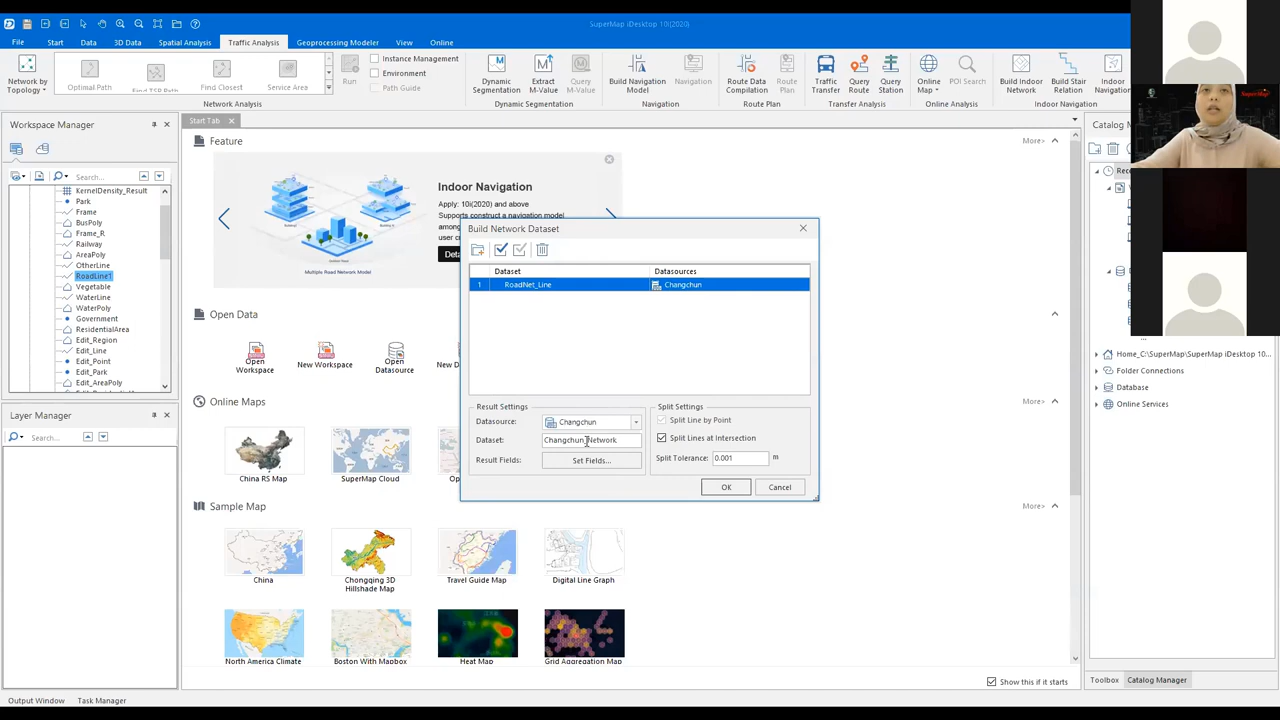 SuperMap iDesktop 10i(2020)
File Start Data 3D Data Spatial Analysis Traffic Analysis Geoprocessing Modeler View Online
Network by Topology
Optimal Path
Find TSP Path
Find Closest
Service Area
Run
Instance Management
Environment
Path Guide
Dynamic Segmentation
Extract M-Value
Query M-Value
Build Navigation Model
Navigation
Route Data Compilation
Route Plan
Traffic Transfer
Query Route
Query Station
Online Map
POI Search
Build Indoor Network
Build Stair Relation
Indoor Navigation
Network Analysis
Dynamic Segmentation
Navigation
Route Plan
Transfer Analysis
Online Analysis
Indoor Navigation
SuperMap
Workspace Manager
Search...
KernelDensity_Result
Park
Frame
BusPoly
Frame_R
Railway
AreaPoly
OtherLine
RoadLine1
Vegetable
WaterLine
WaterPoly
Government
ResidentialArea
Edit_Region
Edit_Line
Edit_Point
Edit_Park
Edit_AreaPoly
Layer Manager
Search...
Start Tab
Feature
More>
Multiple Road Network Model
Indoor Navigation
Apply: 10i(2020) and above
Supports construct a navigation model
Build Network Dataset
Dataset Datasources
1 RoadNet_Line Changchun
Result Settings
Datasource: Changchun
Dataset: Changchun_Network
Result Fields: Set Fields...
Split Settings
Split Line by Point
Split Lines at Intersection
Split Tolerance: 0.001 m
OK Cancel
Open Data
Open Workspace
New Workspace
Open Datasource
Online Maps
More>
China RS Map
SuperMap Cloud
Sample Map
More>
China
Chongqing 3D Hillshade Map
Travel Guide Map
Digital Line Graph
North America Climate
Boston With Mapbox
Heat Map
Grid Aggregation Map
Show this if it starts
Home_C:\SuperMap\SuperMap iDesktop 10...
Folder Connections
Database
Online Services
Toolbox Catalog Manager
Output Window Task Manager